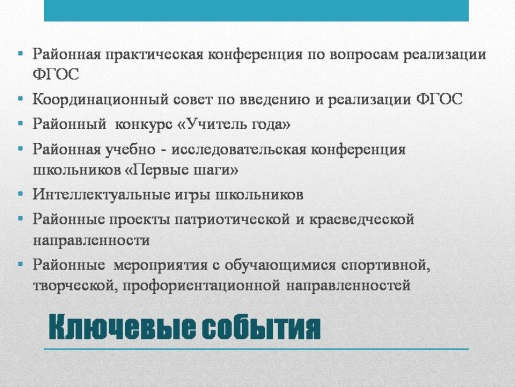 ▪ Районная практическая конференция по вопросам реализации
ФГОС
▪ Координационный совет по введению и реализации ФГОС
▪ Районный конкурс «Учитель года»
▪ Районная учебно - исследовательская конференция
школьников «Первые шаги»
▪ Интеллектуальные игры школьников
▪ Районные проекты патриотической и краеведческой
направленности
▪ Районные мероприятия с обучающимися спортивной,
творческой, профориентационной направленностей
Ключевые события